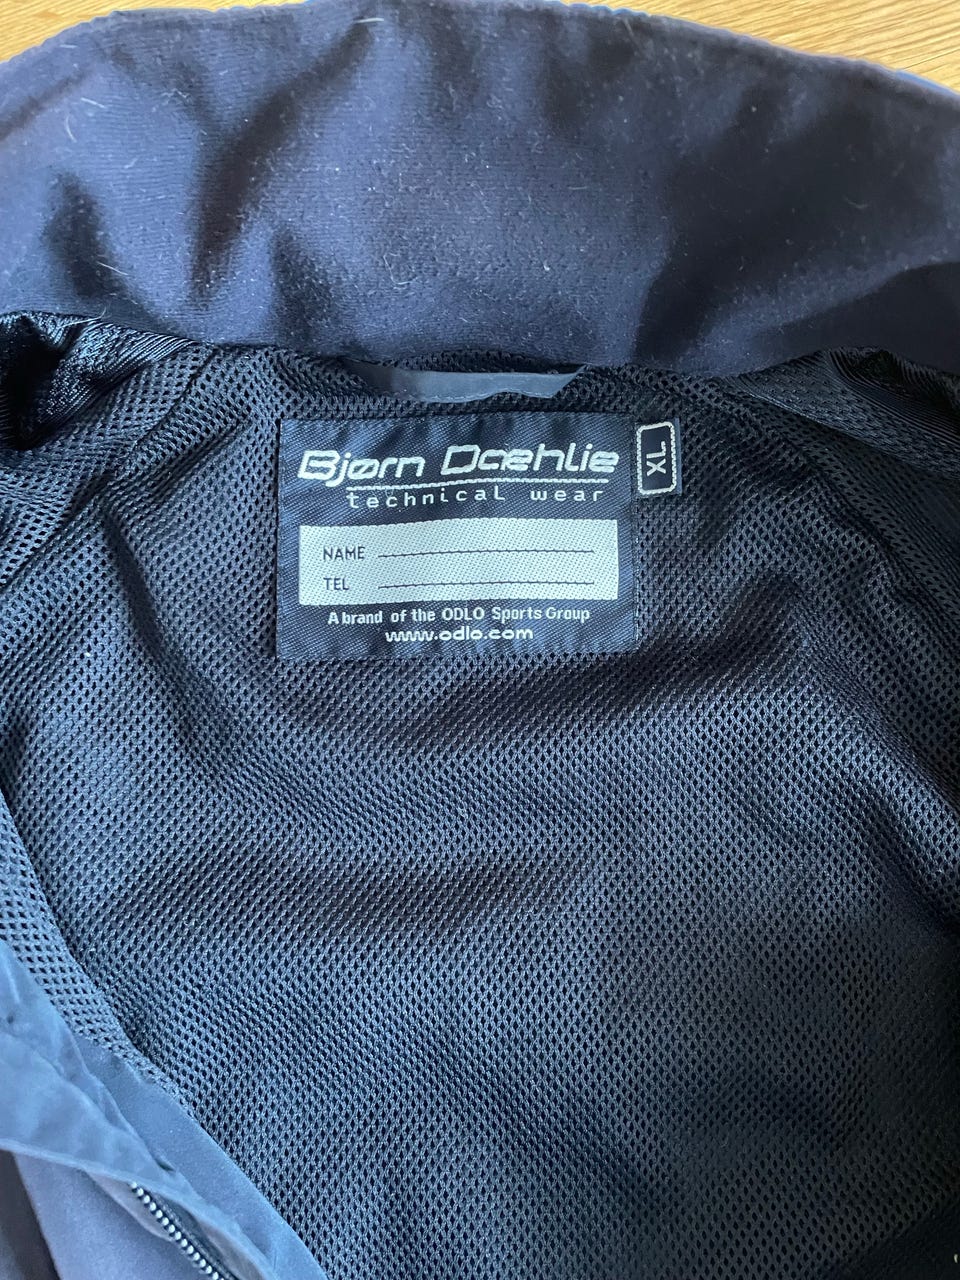 Bjørn Dæhlie
technical wear
XL
NAME
TEL
A brand of the ODLO Sports Group
www.odlo.com